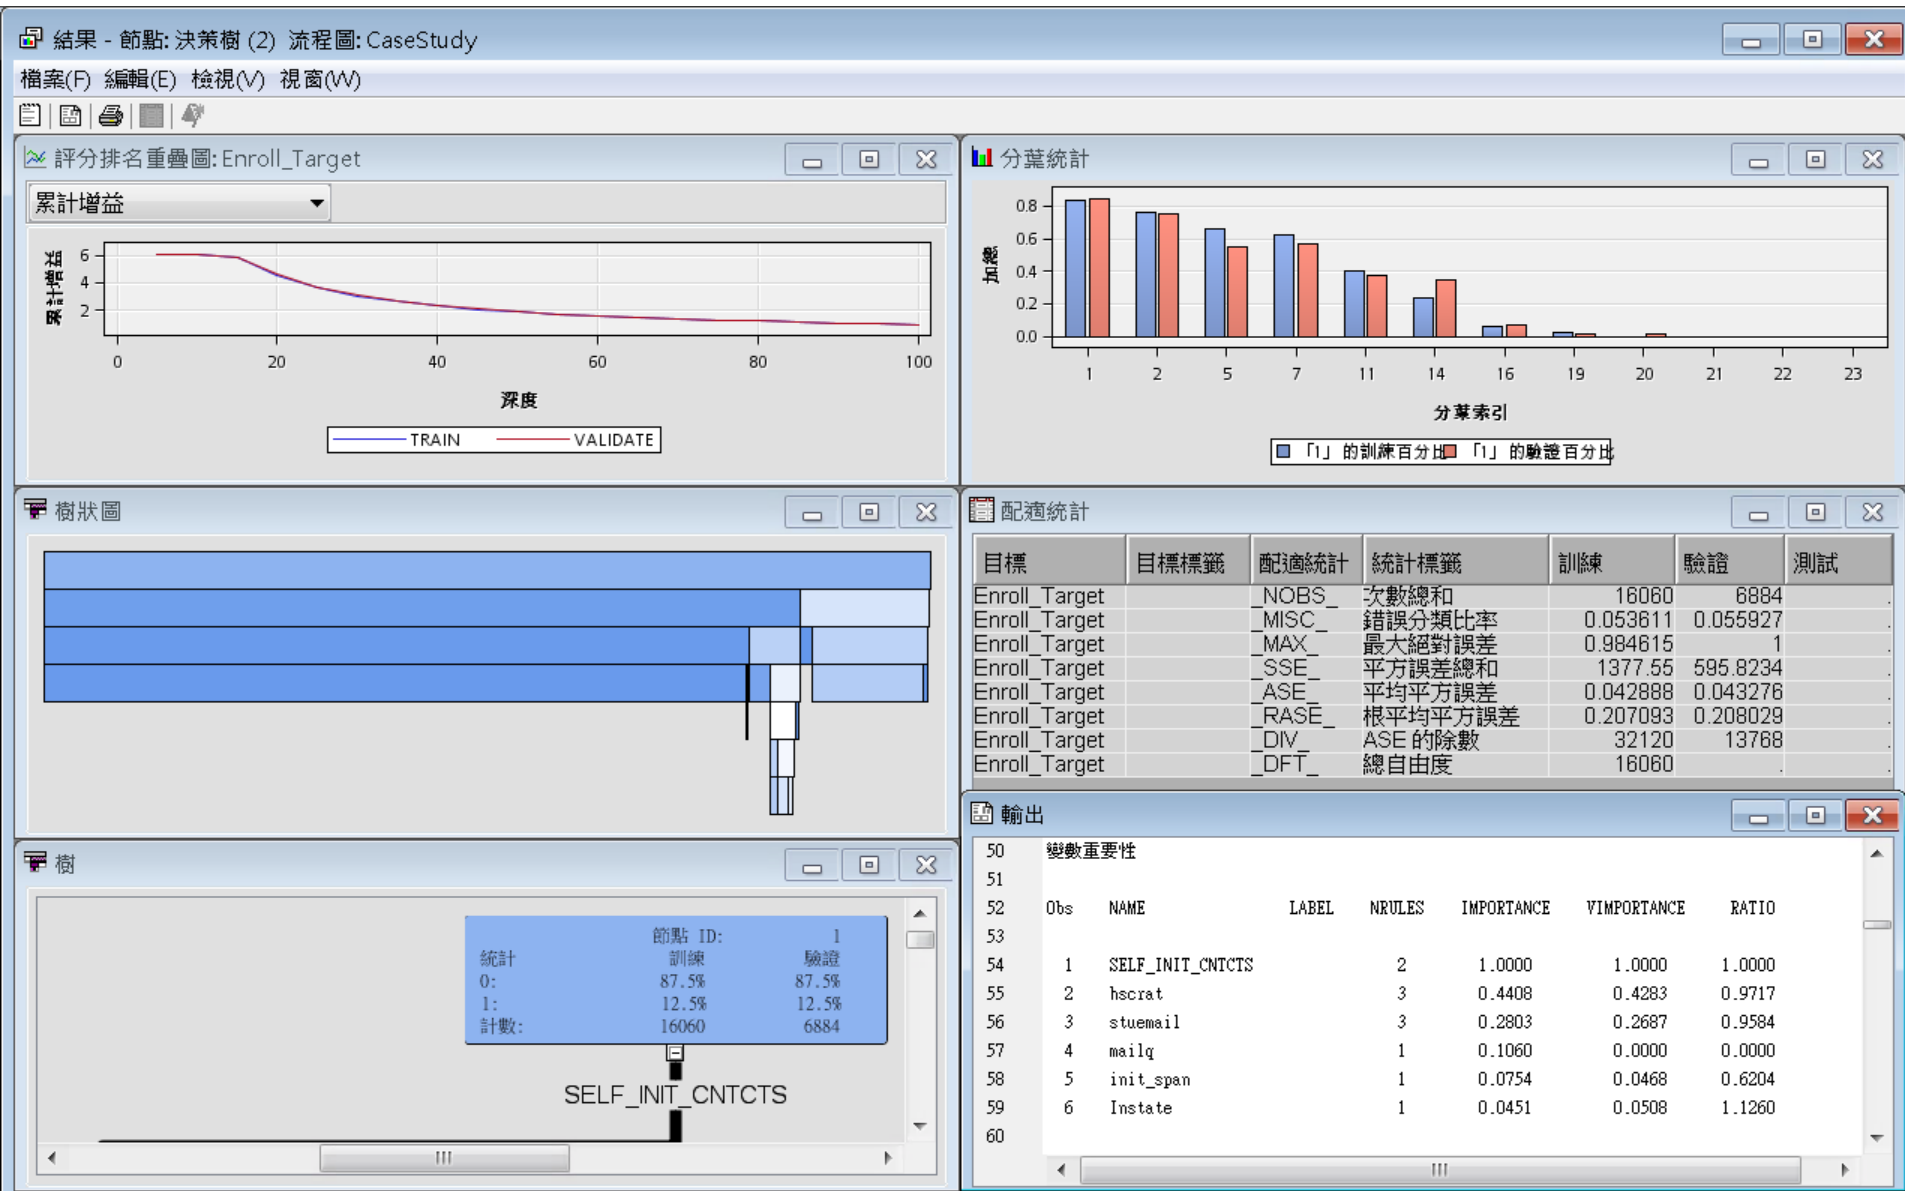 結果 - 節點: 決策樹 (2) 流程圖: CaseStudy
檔案(F) 編輯(E) 檢視(V) 視窗(W)
評分排名重疊圖: Enroll_Target
累計增益
累計增益
6
4
2
0 20 40 60 80 100
深度
TRAIN VALIDATE
分葉統計
加總
0.8
0.6
0.4
0.2
0.0
1 2 5 7 11 14 16 19 20 21 22 23
分葉索引
「1」的訓練百分比 「1」的驗證百分比
樹狀圖
配適統計
目標 目標標籤 配適統計 統計標籤 訓練 驗證 測試
Enroll_Target _NOBS_ 次數總和 16060 6884 .
Enroll_Target _MISC_ 錯誤分類比率 0.053611 0.055927 .
Enroll_Target _MAX_ 最大絕對誤差 0.984615 1 .
Enroll_Target _SSE_ 平方誤差總和 1377.55 595.8234 .
Enroll_Target _ASE_ 平均平方誤差 0.042888 0.043276 .
Enroll_Target _RASE_ 根平均平方誤差 0.207093 0.208029 .
Enroll_Target _DIV_ ASE 的除數 32120 13768 .
Enroll_Target _DFT_ 總自由度 16060 . .
樹
節點 ID: 1
統計 訓練 驗證
0: 87.5% 87.5%
1: 12.5% 12.5%
計數: 16060 6884
SELF_INIT_CNTCTS
輸出
50 變數重要性
51
52 Obs NAME LABEL NRULES IMPORTANCE VIMPORTANCE RATIO
53
54 1 SELF_INIT_CNTCTS 2 1.0000 1.0000 1.0000
55 2 hscrat 3 0.4408 0.4283 0.9717
56 3 stuemail 3 0.2803 0.2687 0.9584
57 4 mailq 1 0.1060 0.0000 0.0000
58 5 init_span 1 0.0754 0.0468 0.6204
59 6 Instate 1 0.0451 0.0508 1.1260
60